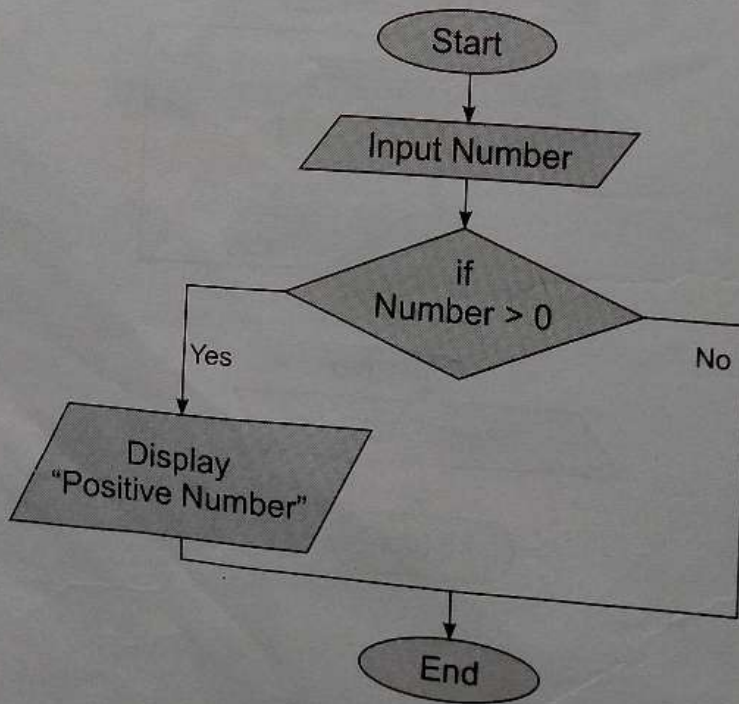 Start
Input Number
if
Number > 0
Yes
No
Display
“Positive Number”
End